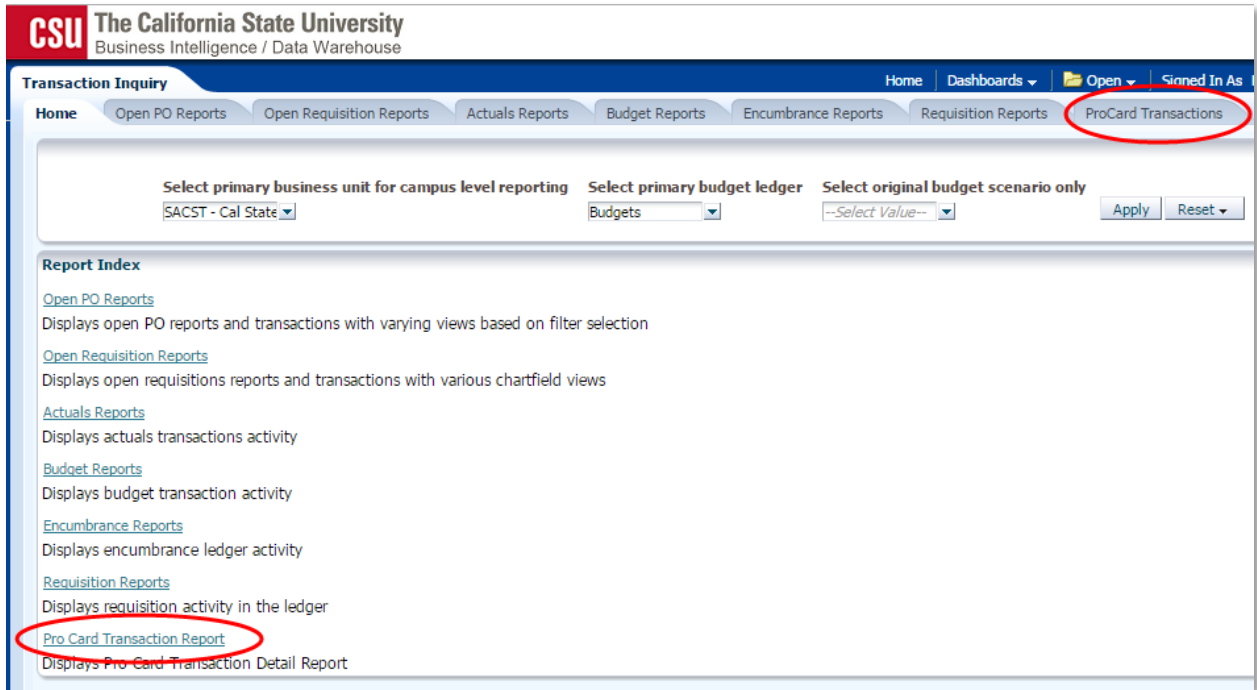 CSU The California State University
Business Intelligence / Data Warehouse
Transaction Inquiry Home Dashboards Open Signed In As
Home Open PO Reports Open Requisition Reports Actuals Reports Budget Reports Encumbrance Reports Requisition Reports ProCard Transactions
Select primary business unit for campus level reporting Select primary budget ledger Select original budget scenario only
SACST - Cal State Budgets --Select Value-- Apply Reset
Report Index
Open PO Reports
Displays open PO reports and transactions with varying views based on filter selection
Open Requisition Reports
Displays open requisitions reports and transactions with various chartfield views
Actuals Reports
Displays actuals transactions activity
Budget Reports
Displays budget transaction activity
Encumbrance Reports
Displays encumbrance ledger activity
Requisition Reports
Displays requisition activity in the ledger
Pro Card Transaction Report
Displays Pro Card Transaction Detail Report